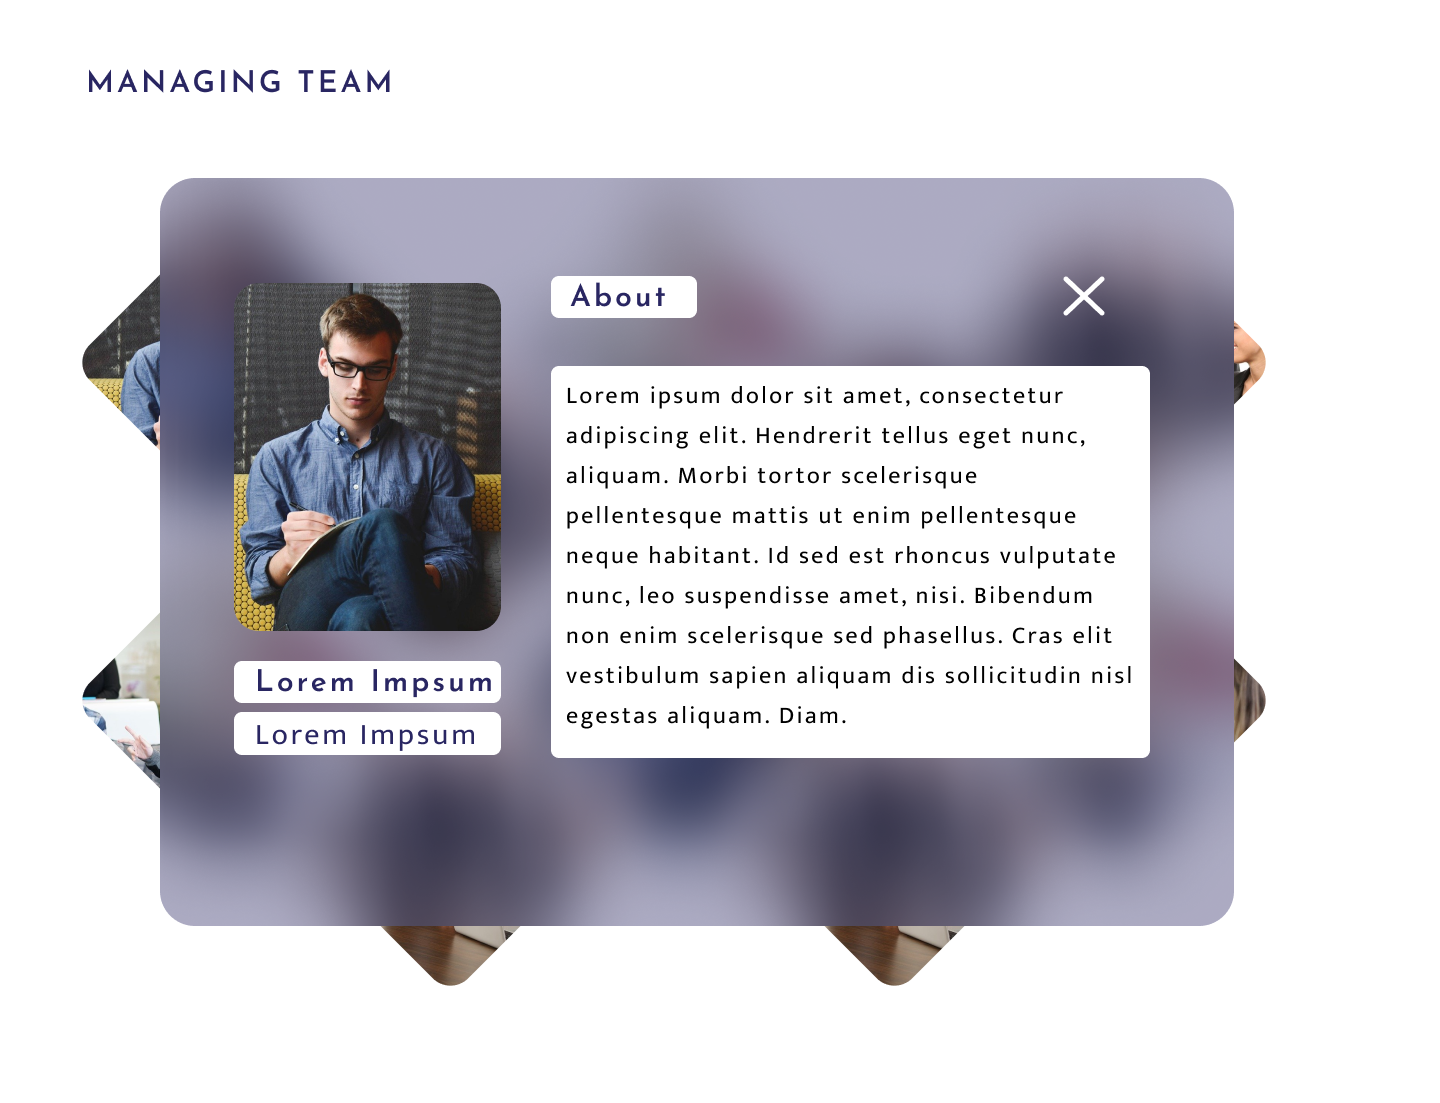 MANAGING TEAM
About
Lorem ipsum dolor sit amet, consectetur
adipiscing elit. Hendrerit tellus eget nunc,
aliquam. Morbi tortor scelerisque
pellentesque mattis ut enim pellentesque
neque habitant. Id sed est rhoncus vulputate
nunc, leo suspendisse amet, nisi. Bibendum
non enim scelerisque sed phasellus. Cras elit
vestibulum sapien aliquam dis sollicitudin nisl
egestas aliquam. Diam.
Lorem Impsum
Lorem Impsum